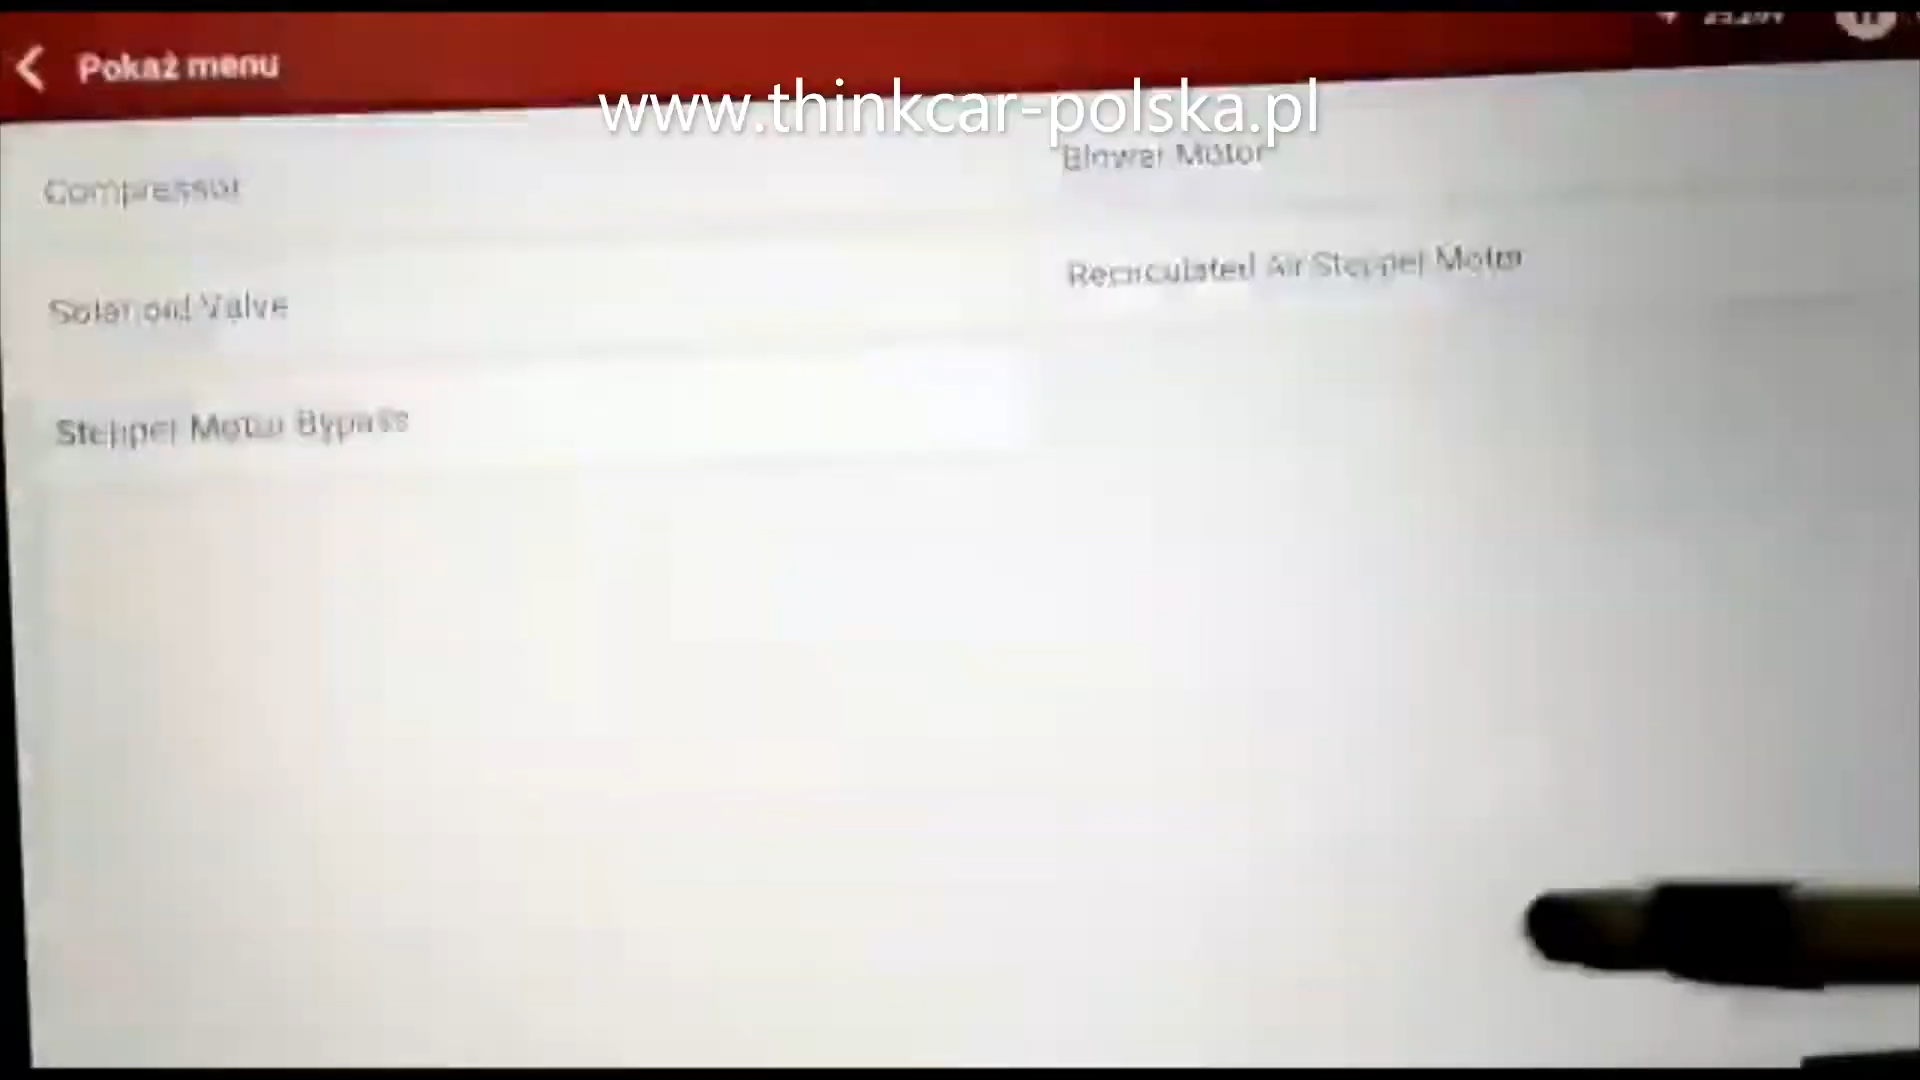 Pokaż menu
www.thinkcar-polska.pl
Compressor
Blower Motor
Solenoid Valve
Recirculated Air Stepper Motor
Stepper Motor Bypass